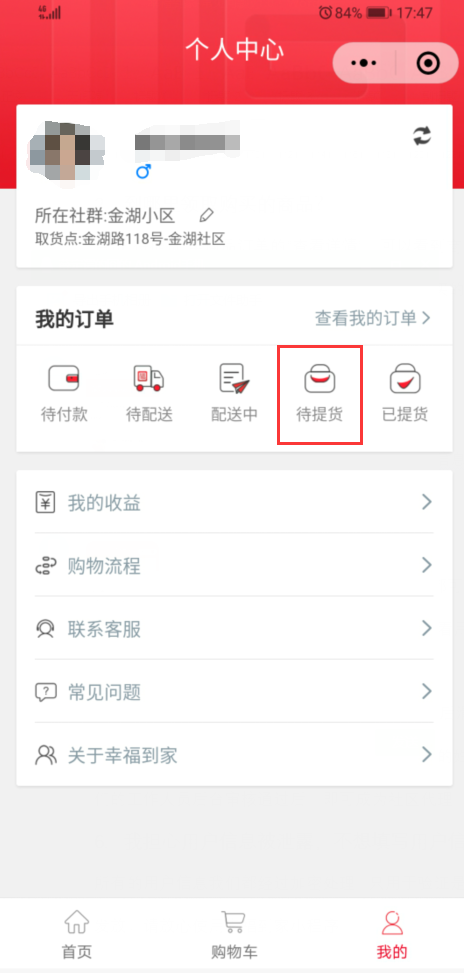 4G 84% 17:47
个人中心
所在社群:金湖小区
取货点:金湖路118号-金湖社区
我的订单 查看我的订单
待付款 待配送 配送中 待提货 已提货
我的收益
购物流程
联系客服
常见问题
关于幸福到家
首页 购物车 我的